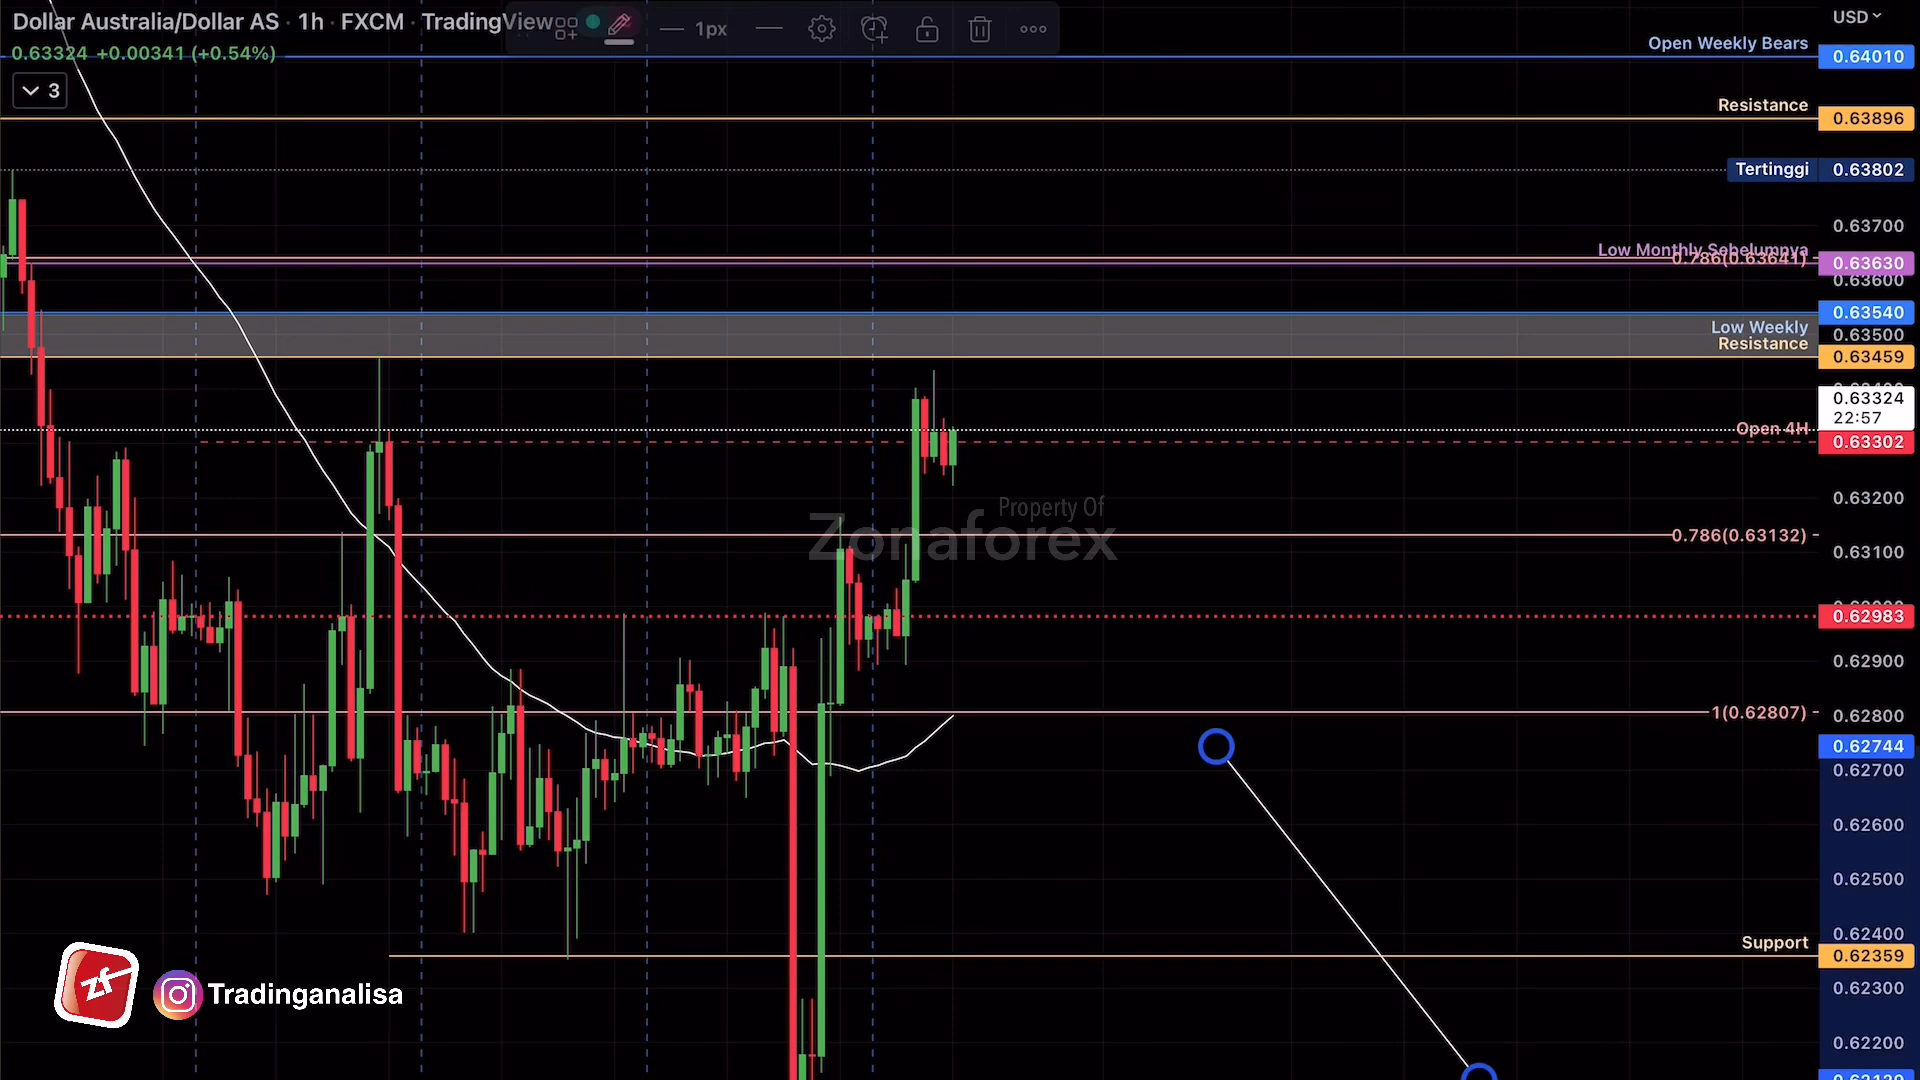 Dollar Australia/Dollar AS · 1h · FXCM · TradingView
1px
USD
0.63324 +0.00341 (+0.54%)
3
Open Weekly Bears
0.64010
Resistance
0.63896
Tertinggi
0.63802
0.63700
Low Monthly Sebelumnya
0.786(0.63641)
0.63630
0.63600
0.63540
Low Weekly
0.63500
Resistance
0.63459
0.63324
22:57
Open 4H
0.63302
0.63200
Property Of
Zonaforex
0.786(0.63132)
0.63100
0.62983
0.62900
1(0.62807)
0.62800
0.62744
0.62700
0.62600
0.62500
0.62400
Support
0.62359
0.62300
zf
Tradinganalisa
0.62200